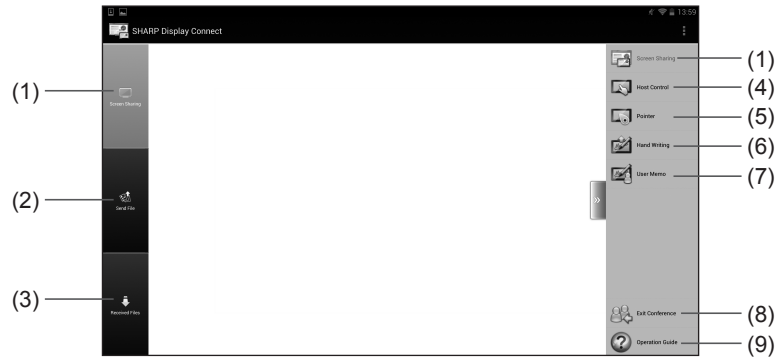 13:59
SHARP Display Connect
(1)
Screen Sharing
(2)
Send File
(3)
Received Files
Screen Sharing
(1)
Host Control
(4)
Pointer
(5)
Hand Writing
(6)
User Memo
(7)
»
Exit Conference
(8)
?
Operation Guide
(9)